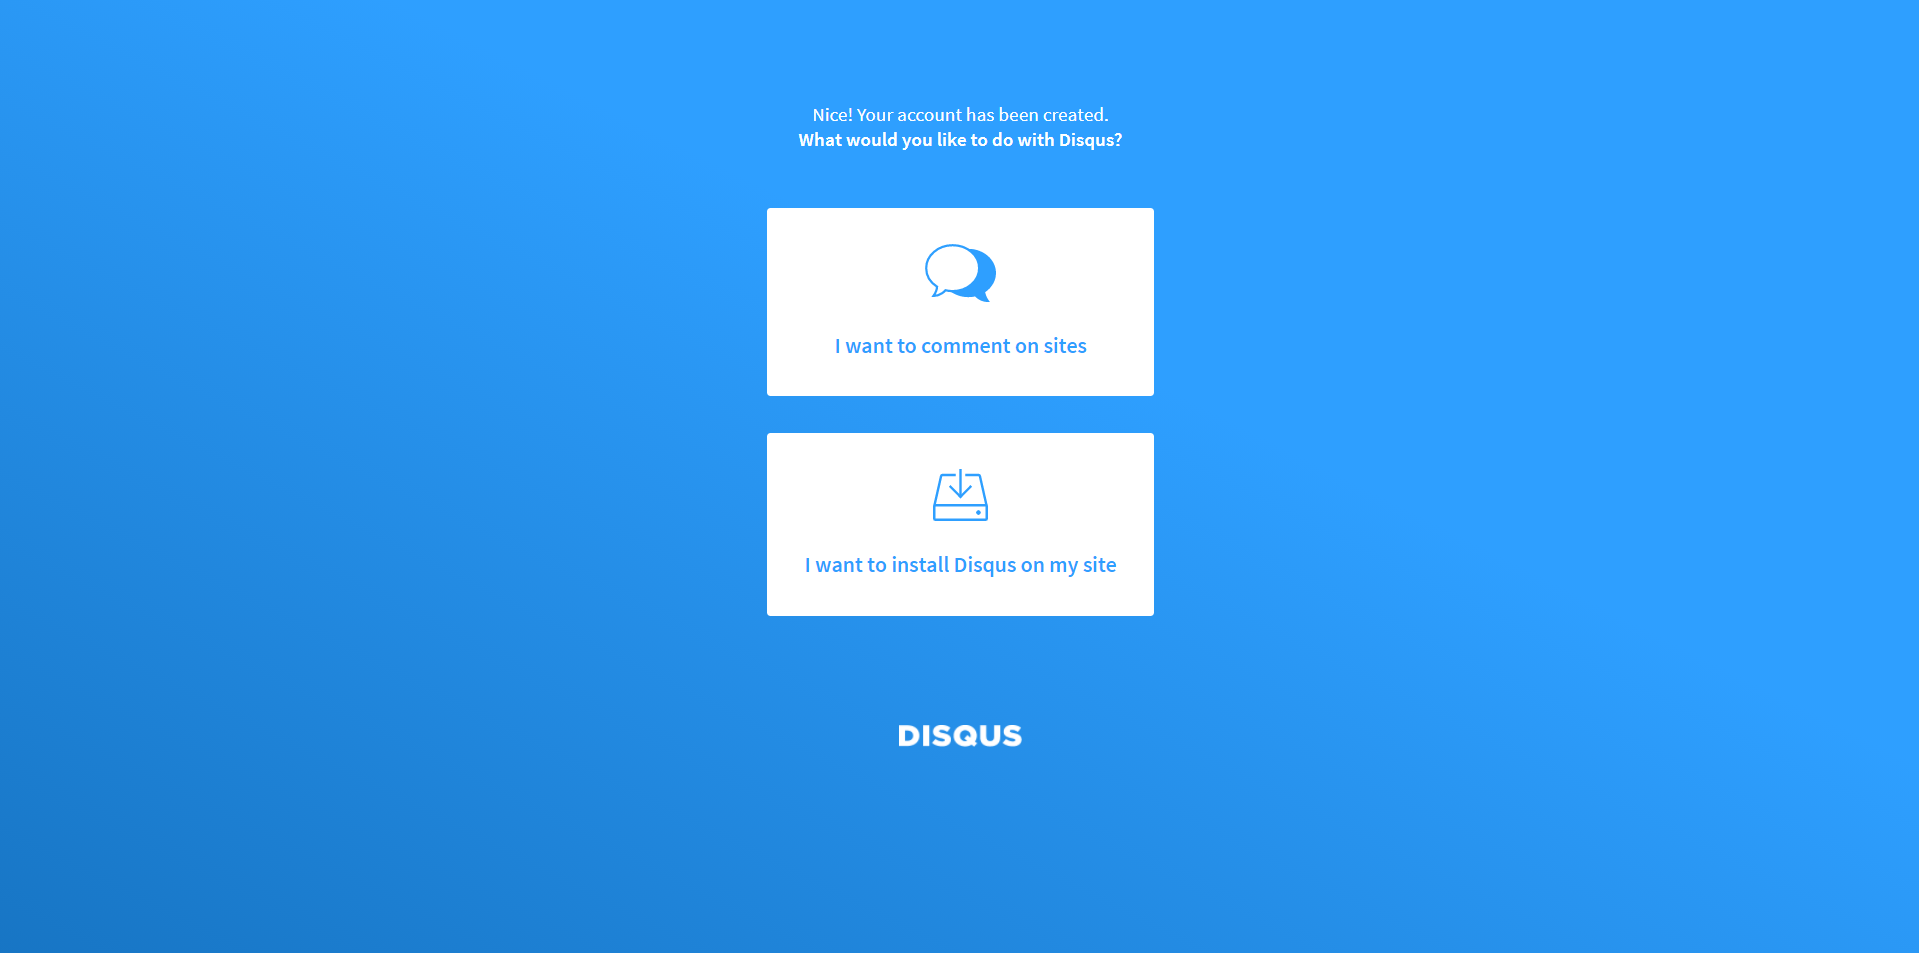 Nice! Your account has been created.
What would you like to do with Disqus?
I want to comment on sites
I want to install Disqus on my site
DISQUS